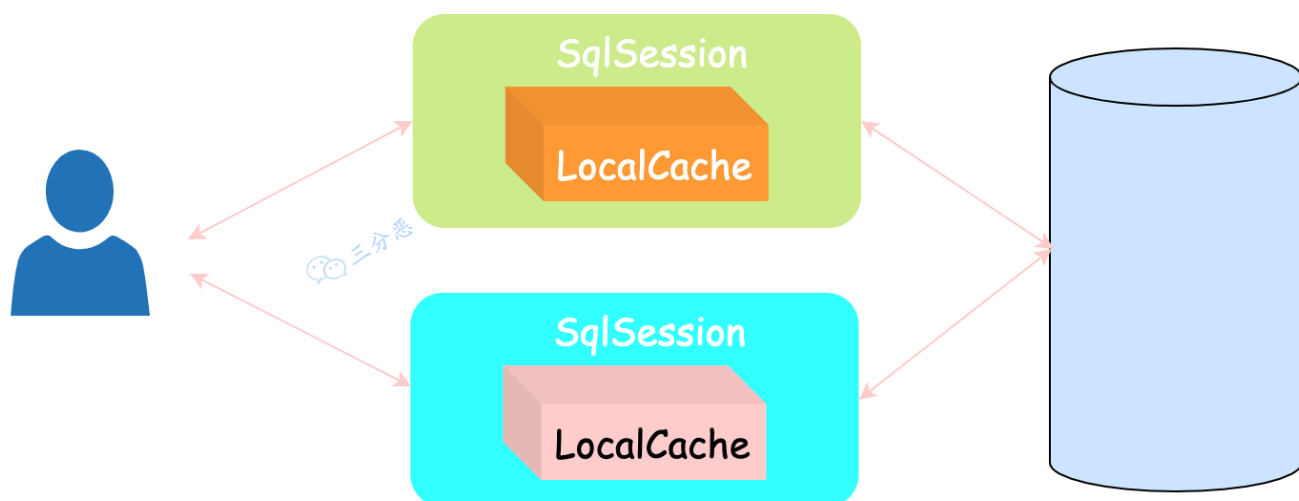 SqlSession
LocalCache
三分恶
SqlSession
LocalCache